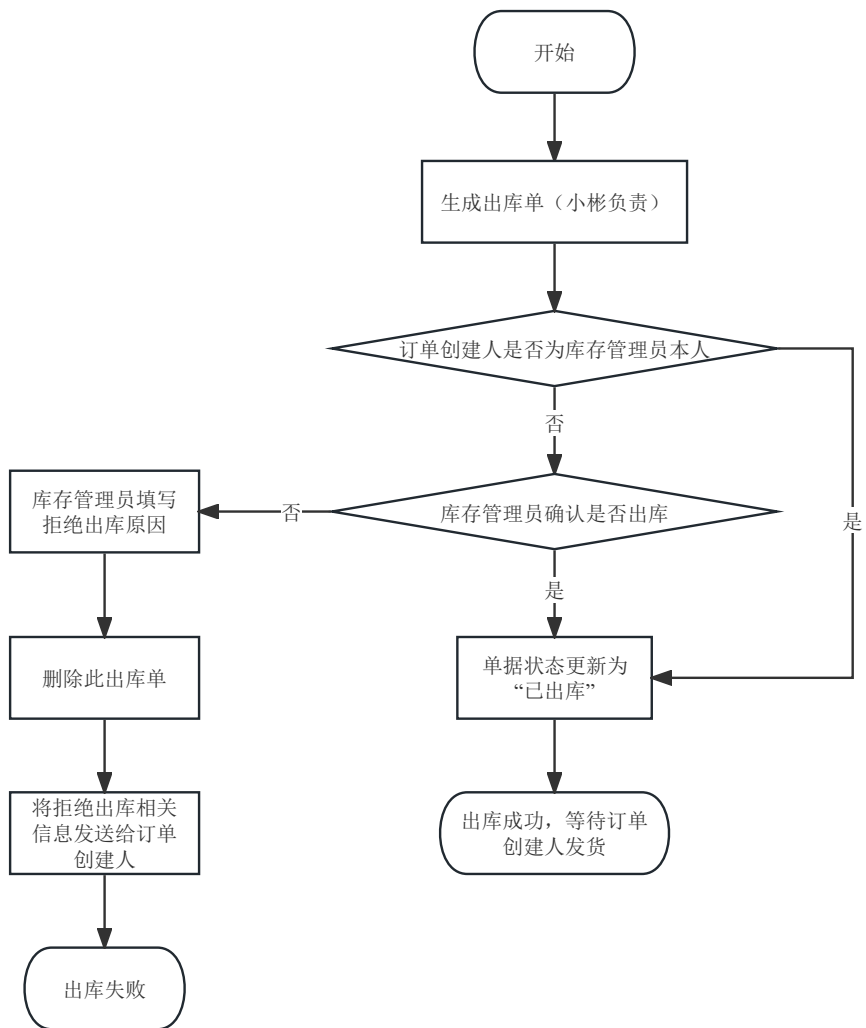 开始
生成出库单（小彬负责）
订单创建人是否为库存管理员本人
否
是
库存管理员确认是否出库
否
是
库存管理员填写
拒绝出库原因
删除此出库单
单据状态更新为
“已出库”
将拒绝出库相关
信息发送给订单
创建人
出库成功，等待订单
创建人发货
出库失败